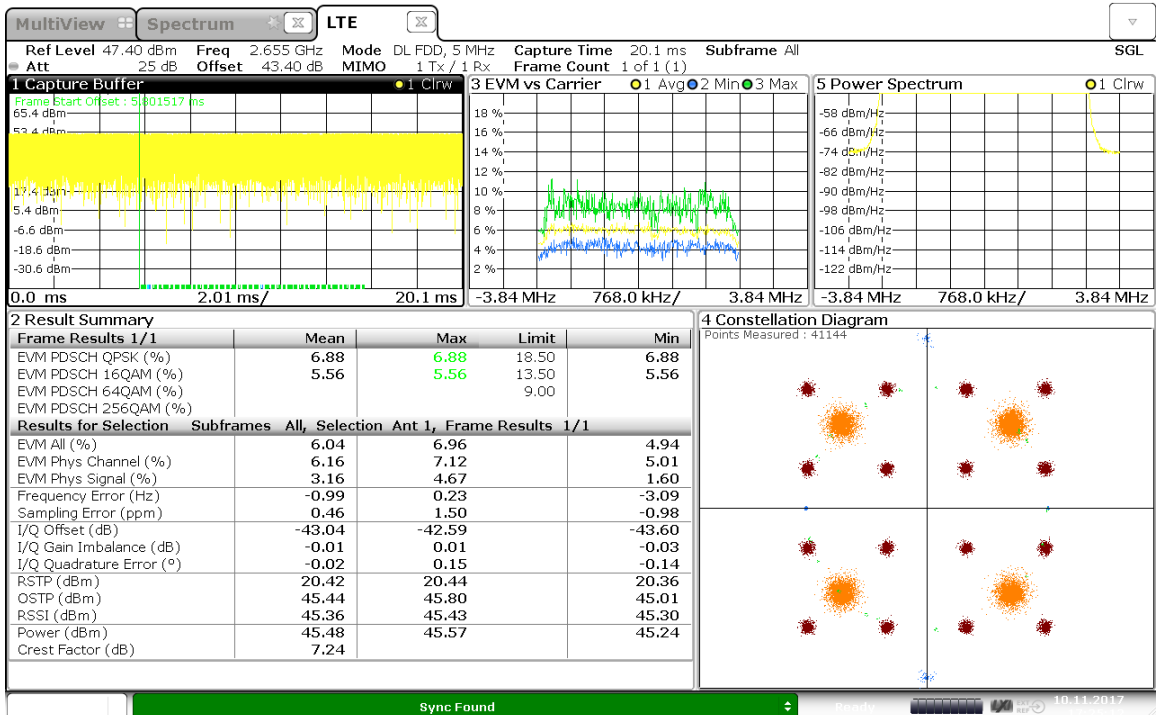 MultiView Spectrum LTE
Ref Level 47.40 dBm Freq 2.655 GHz Mode DL FDD, 5 MHz Capture Time 20.1 ms Subframe All SGL
Att 25 dB Offset 43.40 dB MIMO 1 Tx / 1 Rx Frame Count 1 of 1 (1)
1 Capture Buffer 1 Clrw
Frame Start Offset : 5.801517 ms
65.4 dBm
53.4 dBm
17.4 dBm
5.4 dBm
-6.6 dBm
-18.6 dBm
-30.6 dBm
0.0 ms 2.01 ms/ 20.1 ms
3 EVM vs Carrier 1 Avg 2 Min 3 Max
18 %
16 %
14 %
12 %
10 %
8 %
6 %
4 %
2 %
-3.84 MHz 768.0 kHz/ 3.84 MHz
5 Power Spectrum 1 Clrw
-58 dBm/Hz
-66 dBm/Hz
-74 dBm/Hz
-82 dBm/Hz
-90 dBm/Hz
-98 dBm/Hz
-106 dBm/Hz
-114 dBm/Hz
-122 dBm/Hz
-3.84 MHz 768.0 kHz/ 3.84 MHz
2 Result Summary
Frame Results 1/1 Mean Max Limit Min
EVM PDSCH QPSK (%) 6.88 6.88 18.50 6.88
EVM PDSCH 16QAM (%) 5.56 5.56 13.50 5.56
EVM PDSCH 64QAM (%) 9.00
EVM PDSCH 256QAM (%)
Results for Selection Subframes All, Selection Ant 1, Frame Results 1/1
EVM All (%) 6.04 6.96 4.94
EVM Phys Channel (%) 6.16 7.12 5.01
EVM Phys Signal (%) 3.16 4.67 1.60
Frequency Error (Hz) -0.99 0.23 -3.09
Sampling Error (ppm) 0.46 1.50 -0.98
I/Q Offset (dB) -43.04 -42.59 -43.60
I/Q Gain Imbalance (dB) -0.01 0.01 -0.03
I/Q Quadrature Error (º) -0.02 0.15 -0.14
RSTP (dBm) 20.42 20.44 20.36
OSTP (dBm) 45.44 45.80 45.01
RSSI (dBm) 45.36 45.43 45.30
Power (dBm) 45.48 45.57 45.24
Crest Factor (dB) 7.24
4 Constellation Diagram
Points Measured : 41144
Sync Found Ready 10.11.2017